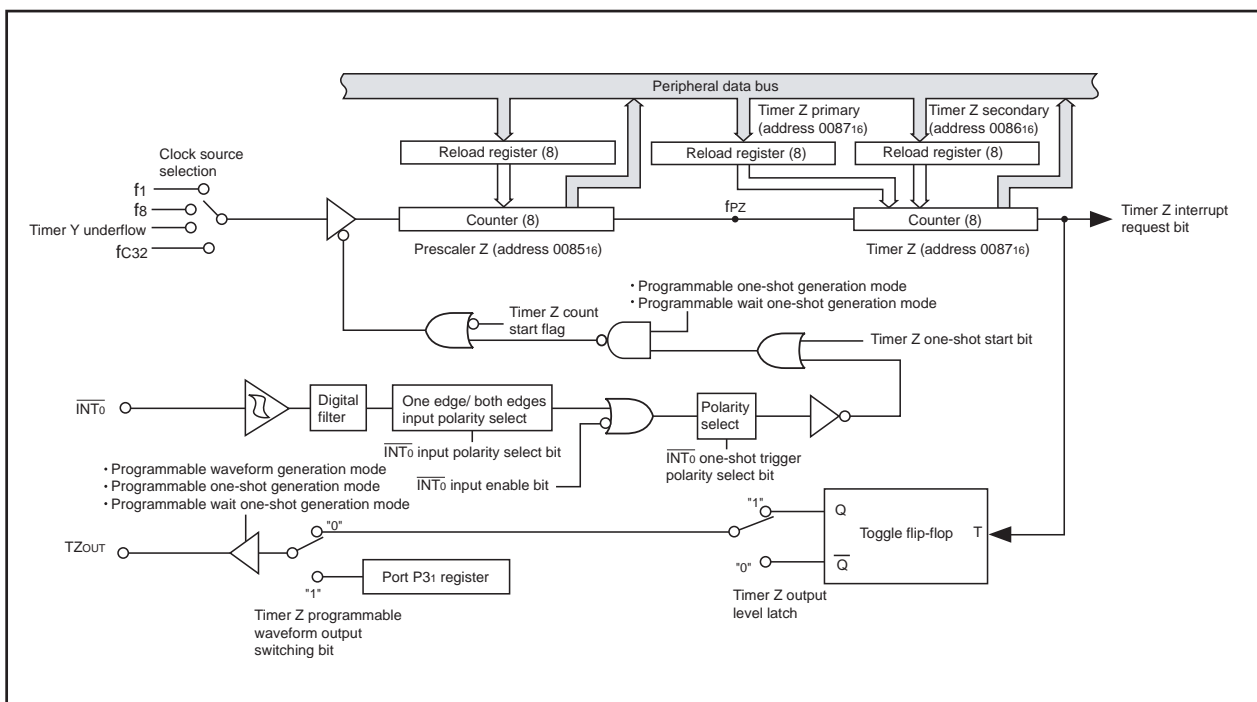 Peripheral data bus
Timer Z primary
(address 008716)
Timer Z secondary
(address 008616)
Reload register (8)
Reload register (8)
Reload register (8)
Clock source
selection
f1
f8
Timer Y underflow
fC32
Counter (8)
fPZ
Counter (8)
Timer Z interrupt
request bit
Prescaler Z (address 008516)
Timer Z (address 008716)
• Programmable one-shot generation mode
• Programmable wait one-shot generation mode
Timer Z count
start flag
Timer Z one-shot start bit
INT0
Digital
filter
One edge/ both edges
input polarity select
Polarity
select
INT0 input polarity select bit
INT0 one-shot trigger
polarity select bit
INT0 input enable bit
• Programmable waveform generation mode
• Programmable one-shot generation mode
• Programmable wait one-shot generation mode
TZOUT
"0"
"1"
Port P31 register
Timer Z programmable
waveform output
switching bit
"1"
"0"
Timer Z output
level latch
Q
Toggle flip-flop
T
Q